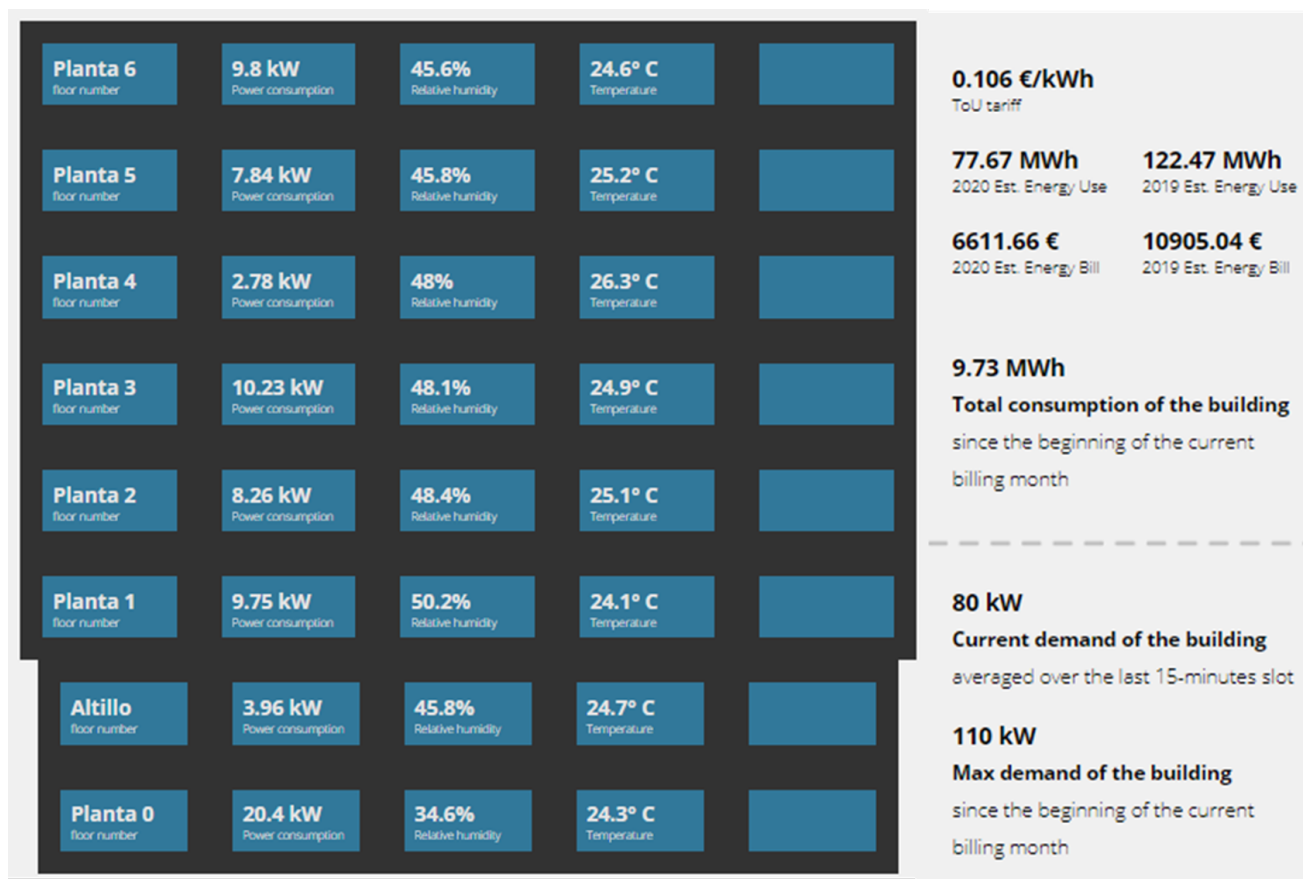 Planta 6 9.8 kW 45.6% 24.6º C
floor number Power consumption Relative humidity Temperature
Planta 5 7.84 kW 45.8% 25.2º C
floor number Power consumption Relative humidity Temperature
Planta 4 2.78 kW 48% 26.3º C
floor number Power consumption Relative humidity Temperature
Planta 3 10.23 kW 48.1% 24.9º C
floor number Power consumption Relative humidity Temperature
Planta 2 8.26 kW 48.4% 25.1º C
floor number Power consumption Relative humidity Temperature
Planta 1 9.75 kW 50.2% 24.1º C
floor number Power consumption Relative humidity Temperature
Altillo 3.96 kW 45.8% 24.7º C
floor number Power consumption Relative humidity Temperature
Planta 0 20.4 kW 34.6% 24.3º C
floor number Power consumption Relative humidity Temperature
0.106 €/kWh
ToU tariff
77.67 MWh 122.47 MWh
2020 Est. Energy Use 2019 Est. Energy Use
6611.66 € 10905.04 €
2020 Est. Energy Bill 2019 Est. Energy Bill
9.73 MWh
Total consumption of the building
since the beginning of the current
billing month
80 kW
Current demand of the building
averaged over the last 15-minutes slot
110 kW
Max demand of the building
since the beginning of the current
billing month